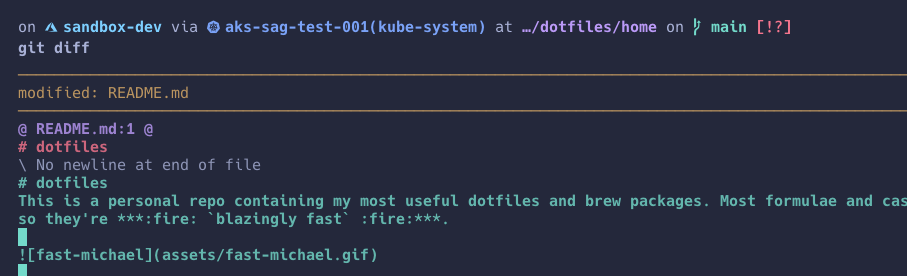 on sandbox-dev via aks-sag-test-001(kube-system) at …/dotfiles/home on main [!?]
git diff
modified: README.md
@ README.md:1 @
# dotfiles
\ No newline at end of file
# dotfiles
This is a personal repo containing my most useful dotfiles and brew packages. Most formulae and cas
so they're ***:fire: `blazingly fast` :fire:***.
![fast-michael](assets/fast-michael.gif)